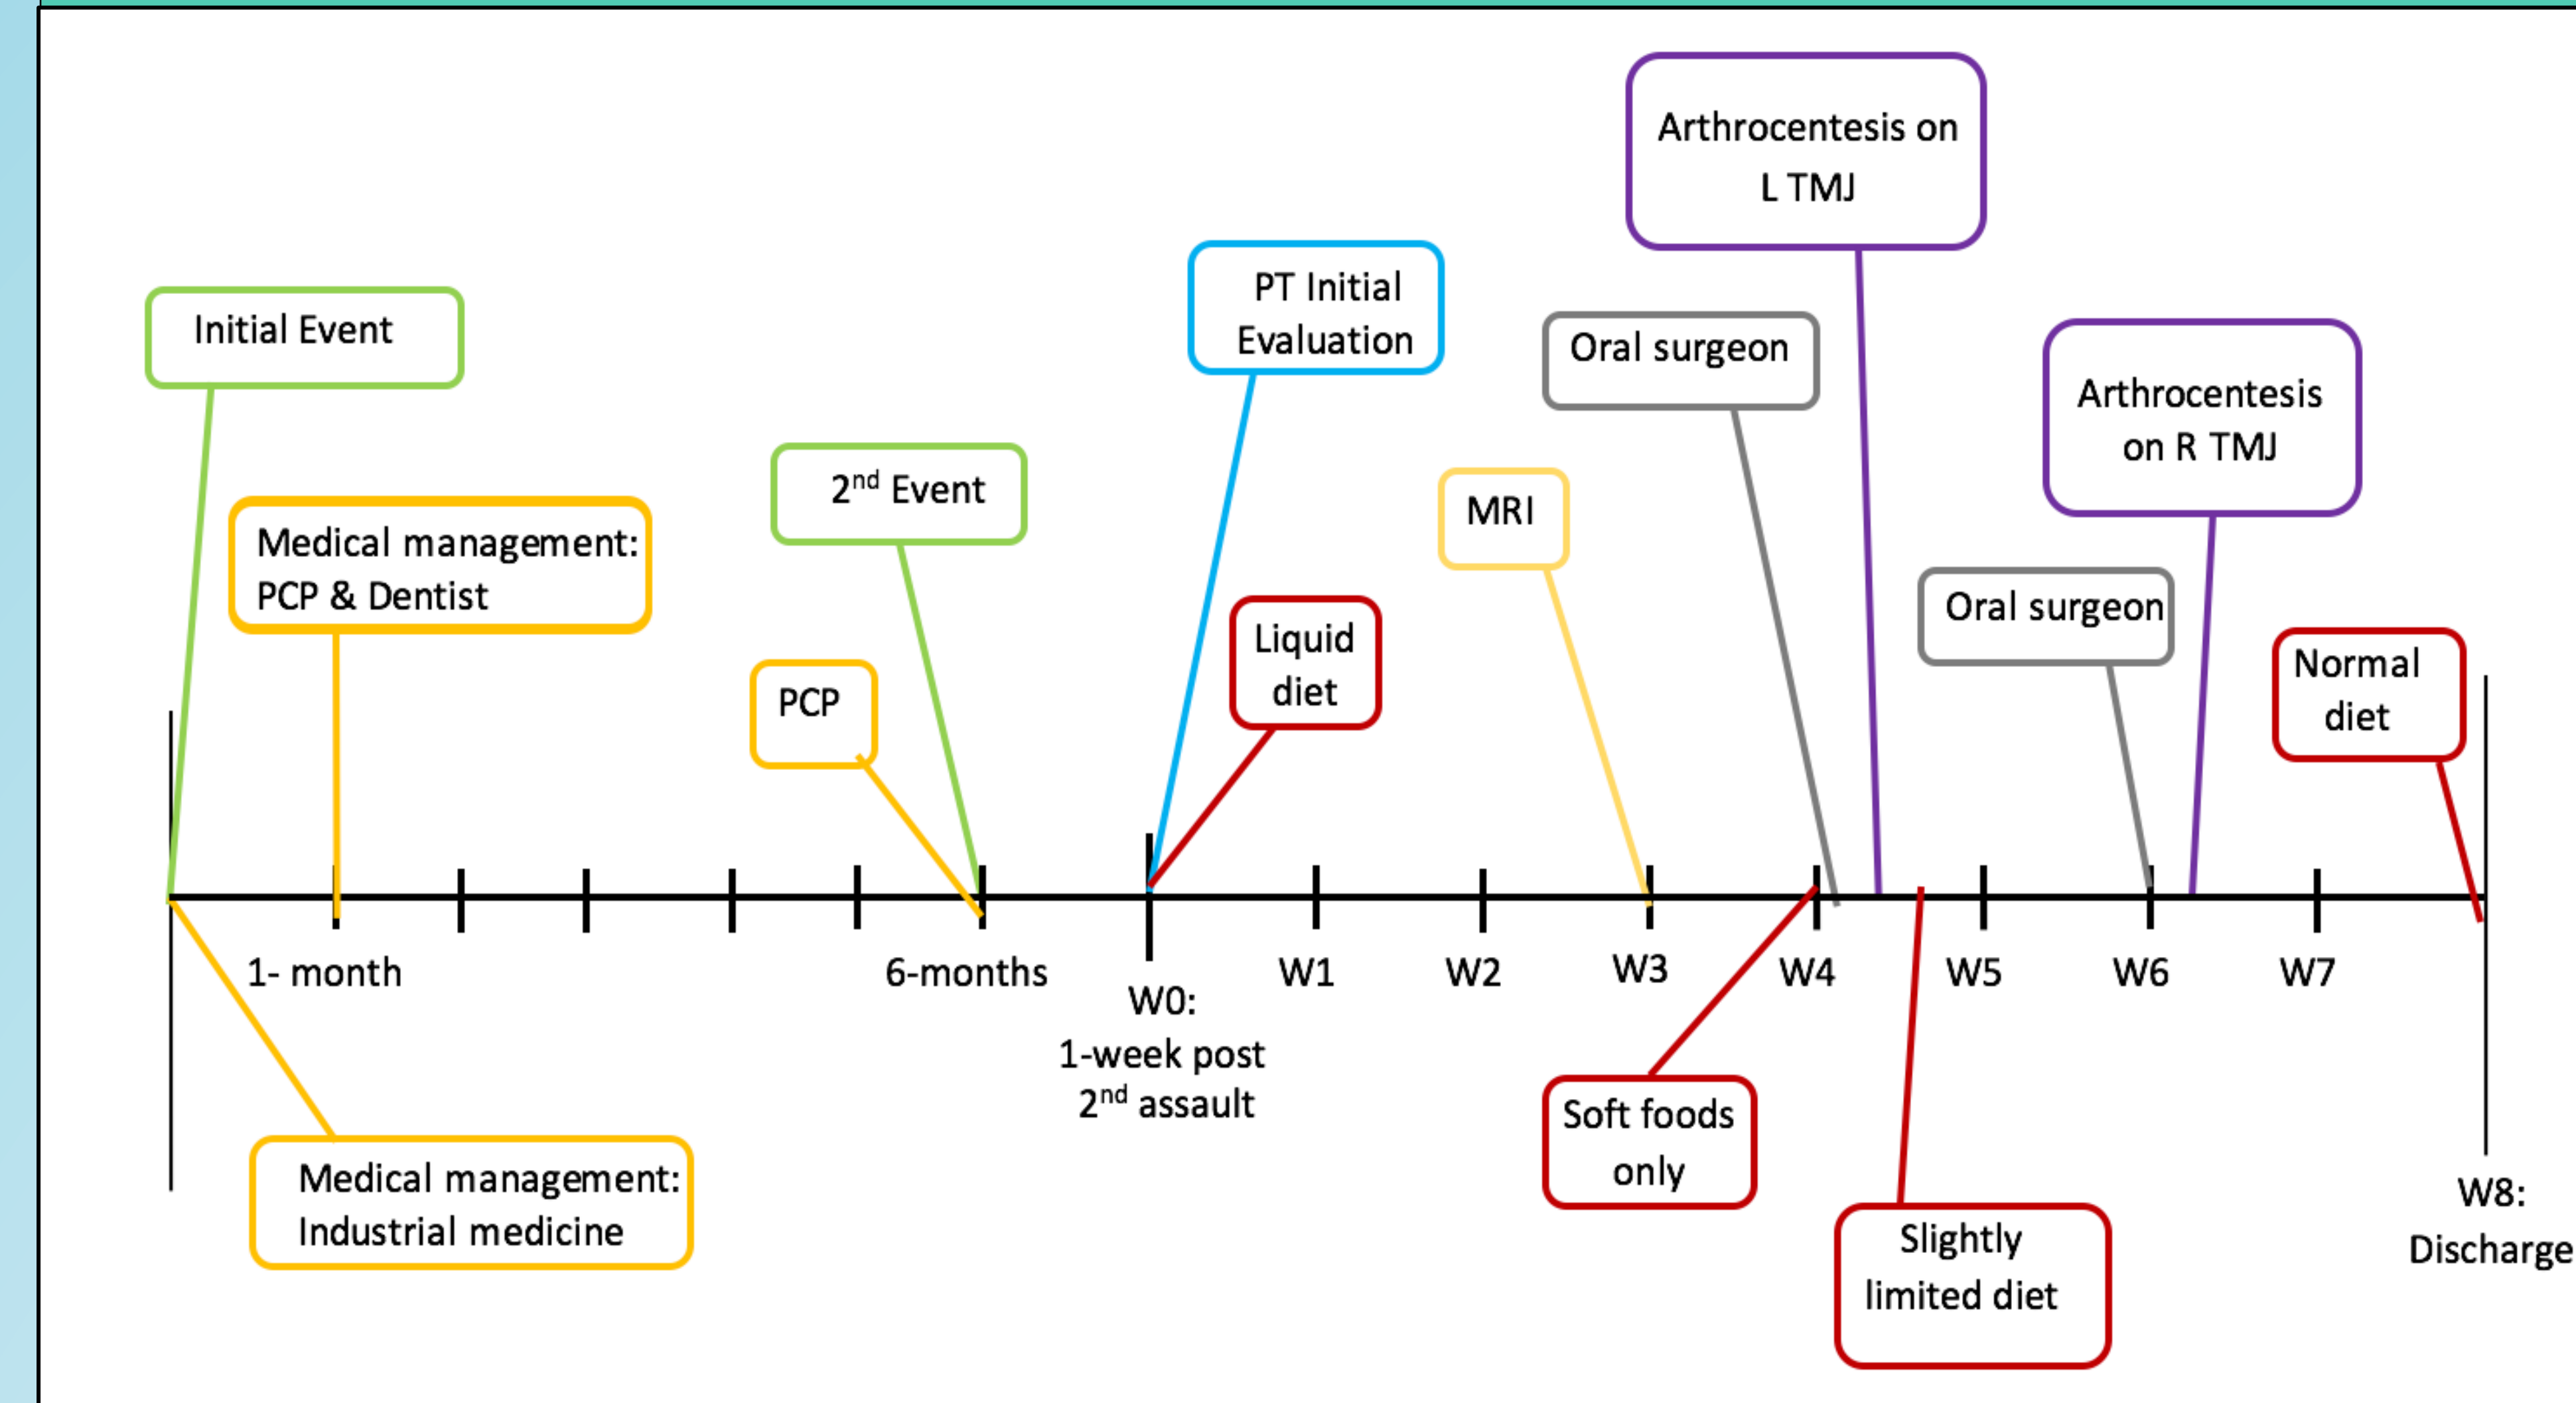 Arthrocentesis on
L TMJ
PT Initial
Evaluation
Initial Event
Oral surgeon
Arthrocentesis
on R TMJ
2nd Event
MRI
Medical management:
PCP & Dentist
Oral surgeon
Liquid
diet
Normal
diet
PCP
1- month
6-months
W0:
1-week post
2nd assault
W1
W2
W3
W4
W5
W6
W7
Soft foods
only
Medical management:
Industrial medicine
W8:
Discharge
Slightly
limited diet